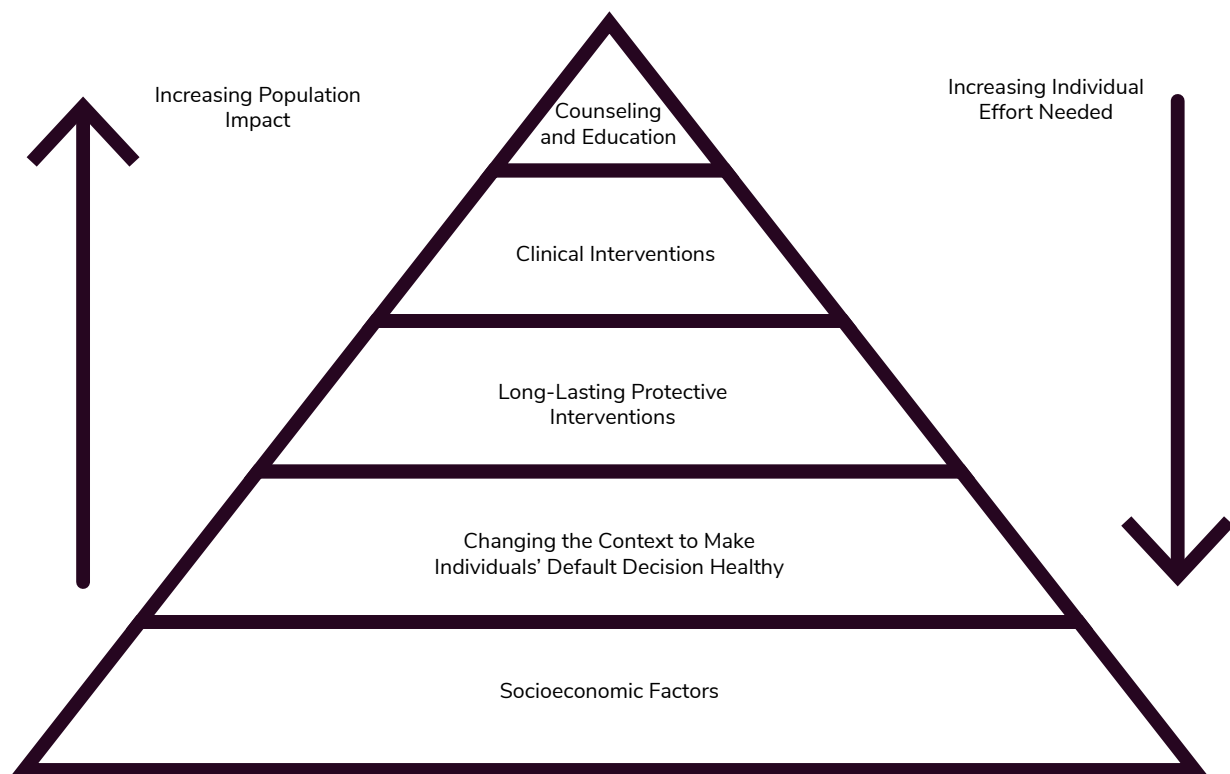 Increasing Population
Impact
Increasing Individual
Effort Needed
Counseling
and Education
Clinical Interventions
Long-Lasting Protective
Interventions
Changing the Context to Make
Individuals’ Default Decision Healthy
Socioeconomic Factors